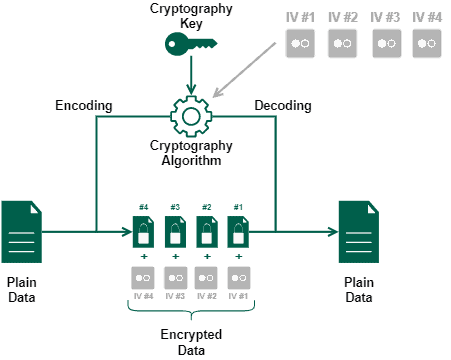 Cryptography
Key
IV #1 IV #2 IV #3 IV #4
Encoding
Decoding
Cryptography
Algorithm
#4 #3 #2 #1
+ + + +
IV #4 IV #3 IV #2 IV #1
Plain
Data
Plain
Data
Encrypted
Data